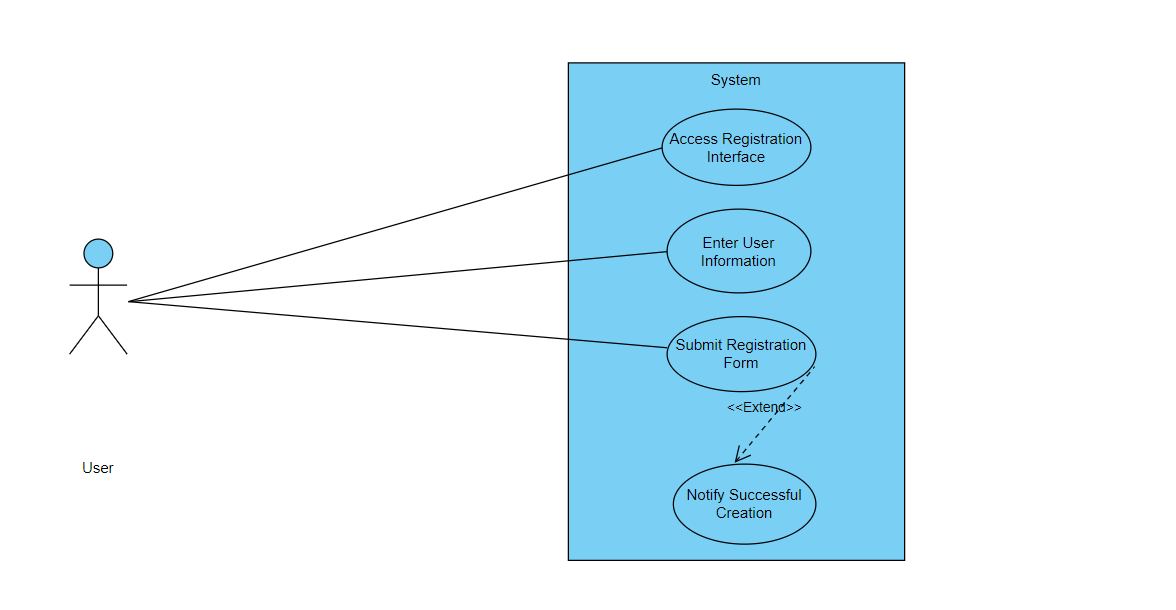 System
Access Registration
Interface
Enter User
Information
Submit Registration
Form
<<Extend>>
User
Notify Successful
Creation